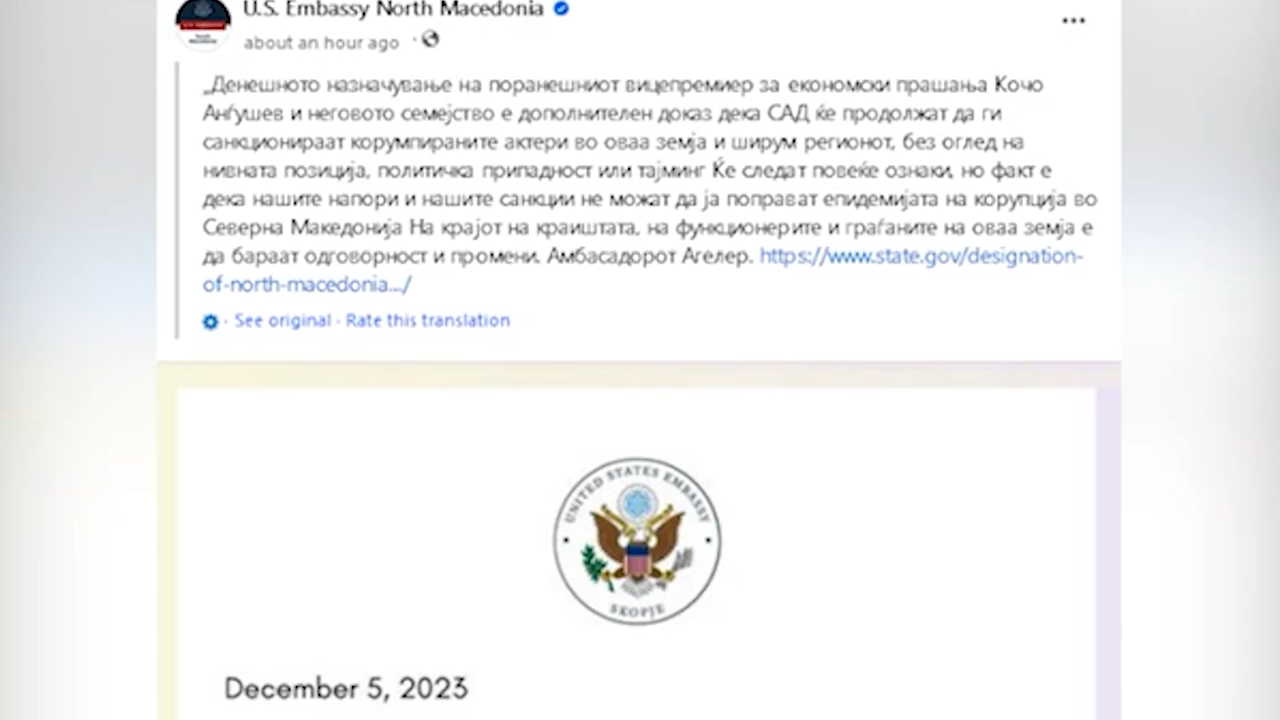 U.S. Embassy North Macedonia
about an hour ago ·
„Денешното назначување на поранешниот вицепремиер за економски прашања Кочо
Анѓушев и неговото семејство е дополнителен доказ дека САД ќе продолжат да ги
санкционираат корумпираните актери во оваа земја и ширум регионот, без оглед на
нивната позиција, политичка припадност или тајминг Ќе следат повеќе ознаки, но факт е
дека нашите напори и нашите санкции не можат да ја поправат епидемијата на корупција во
Северна Македонија На крајот на краиштата, на функционерите и граѓаните на оваа земја е
да бараат одговорност и промени. Амбасадорот Агелер. https://www.state.gov/designation-
of-north-macedonia.../
· See original · Rate this translation
UNITED STATES EMBASSY
SKOPJE
December 5, 2023